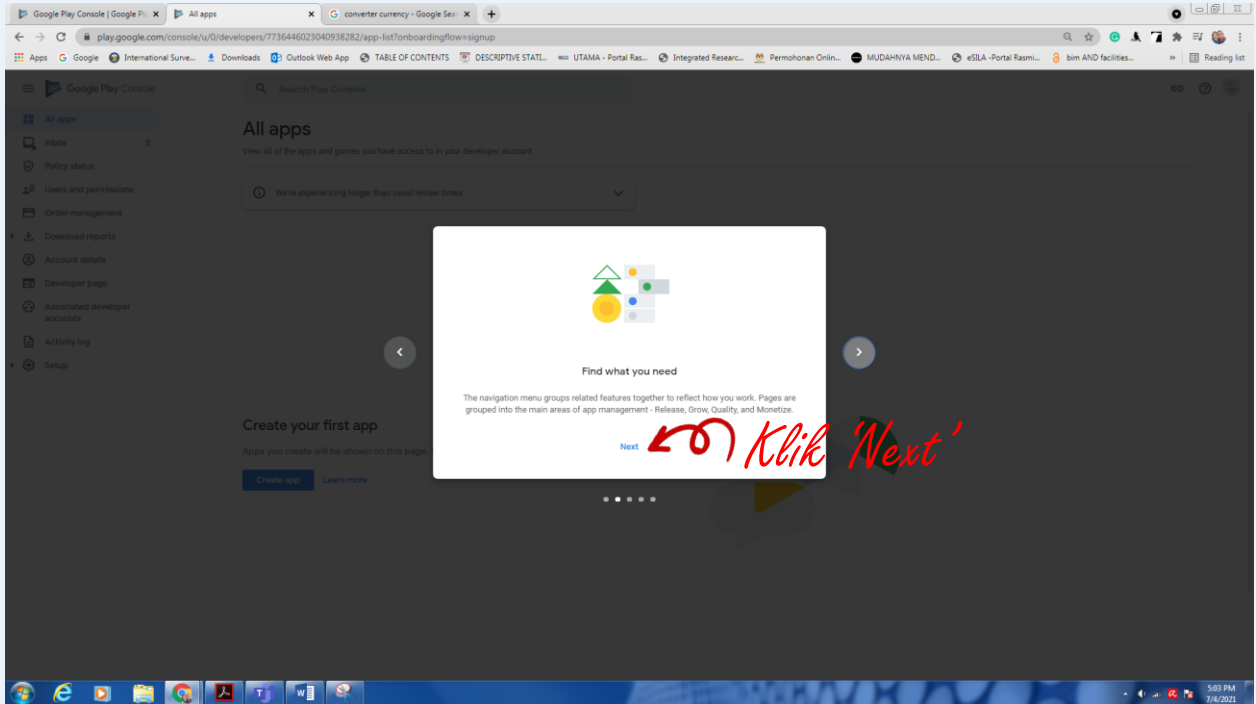 Google Play Console | Google Pl
All apps
converter currency - Google Sear
play.google.com/console/u/0/developers/7736446023040938282/app-list?onboardingflow=signup
Apps
Google
International Surve...
Downloads
Outlook Web App
TABLE OF CONTENTS
DESCRIPTIVE STATI...
UTAMA - Portal Ras...
Integrated Researc...
Permohonan Onlin...
MUDAHNYA MEND...
eSILA -Portal Rasmi...
bim AND facilities...
»
Reading list
Google Play Console
Search Play Console
All apps
Inbox 3
Policy status
Users and permissions
Order management
Download reports
Account details
Developer page
Associated developer
accounts
Activity log
Setup
All apps
View all of the apps and games you have access to in your developer account
We're experiencing longer than usual review times
Find what you need
The navigation menu groups related features together to reflect how you work. Pages are
grouped into the main areas of app management - Release, Grow, Quality, and Monetize.
Next
Klik 'Next'
Create your first app
Apps you create will be shown on this page.
Create app
Learn more
5:03 PM
7/4/2021